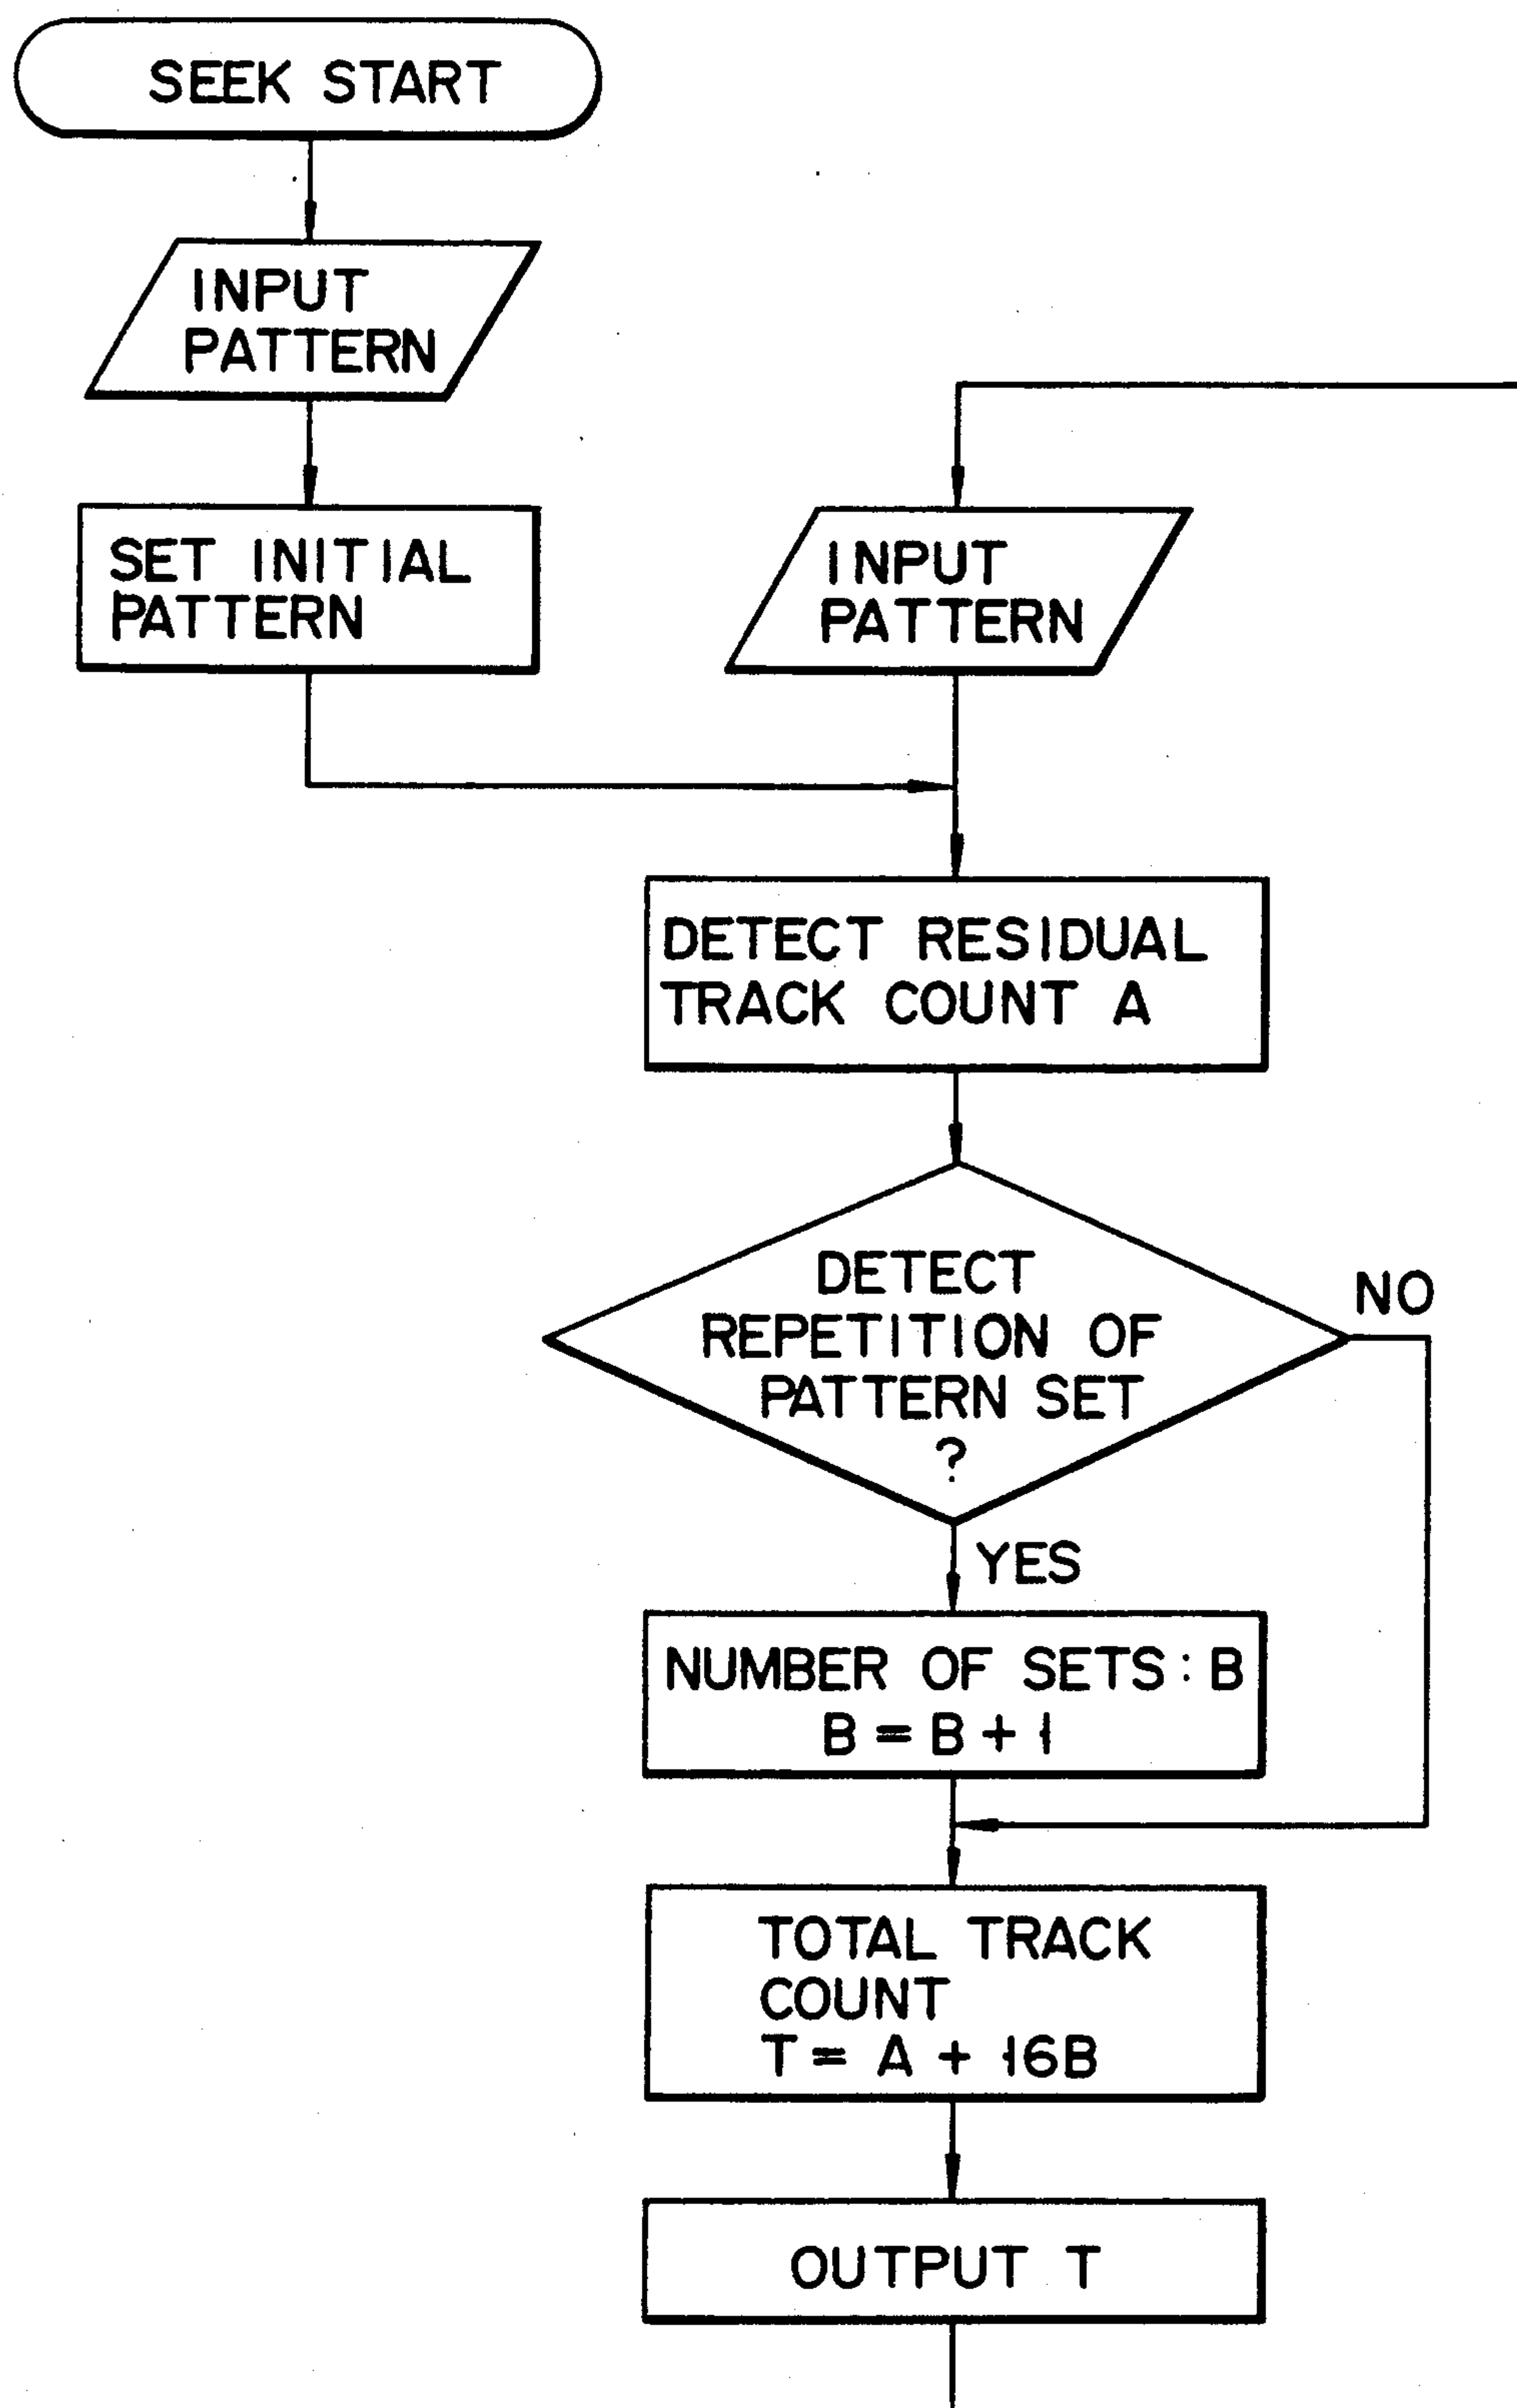 SEEK START
INPUT
PATTERN
SET INITIAL
PATTERN
INPUT
PATTERN
DETECT RESIDUAL
TRACK COUNT A
DETECT
REPETITION OF
PATTERN SET
?
NO
YES
NUMBER OF SETS : B
B = B + 1
TOTAL TRACK
COUNT
T = A + 16B
OUTPUT T